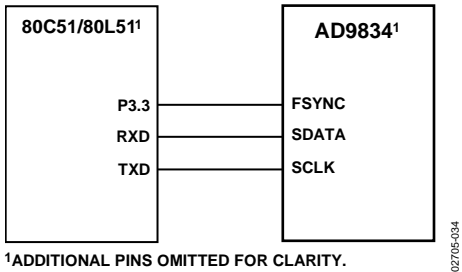 80C51/80L51¹
AD9834¹
P3.3
FSYNC
RXD
SDATA
TXD
SCLK
¹ADDITIONAL PINS OMITTED FOR CLARITY.
02705-034